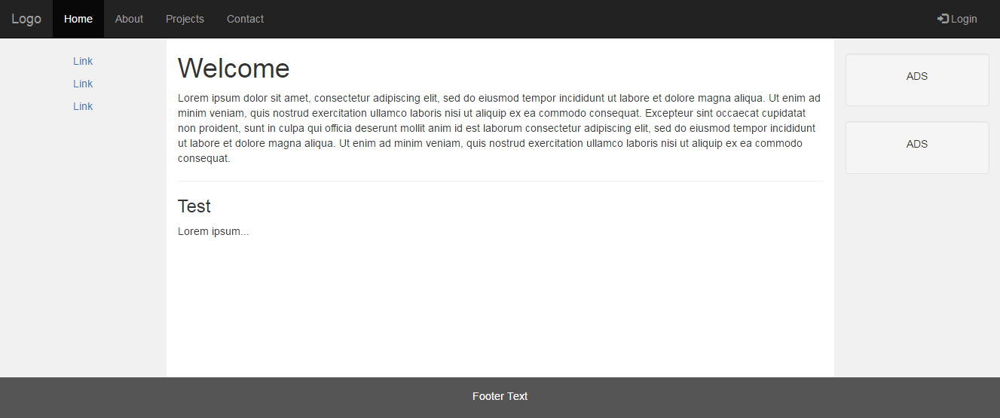 Logo Home About Projects Contact Login
Link
Link
Link
Welcome
Lorem ipsum dolor sit amet, consectetur adipiscing elit, sed do eiusmod tempor incididunt ut labore et dolore magna aliqua. Ut enim ad
minim veniam, quis nostrud exercitation ullamco laboris nisi ut aliquip ex ea commodo consequat. Excepteur sint occaecat cupidatat
non proident, sunt in culpa qui officia deserunt mollit anim id est laborum consectetur adipiscing elit, sed do eiusmod tempor incididunt
ut labore et dolore magna aliqua. Ut enim ad minim veniam, quis nostrud exercitation ullamco laboris nisi ut aliquip ex ea commodo
consequat.
Test
Lorem ipsum...
ADS
ADS
Footer Text